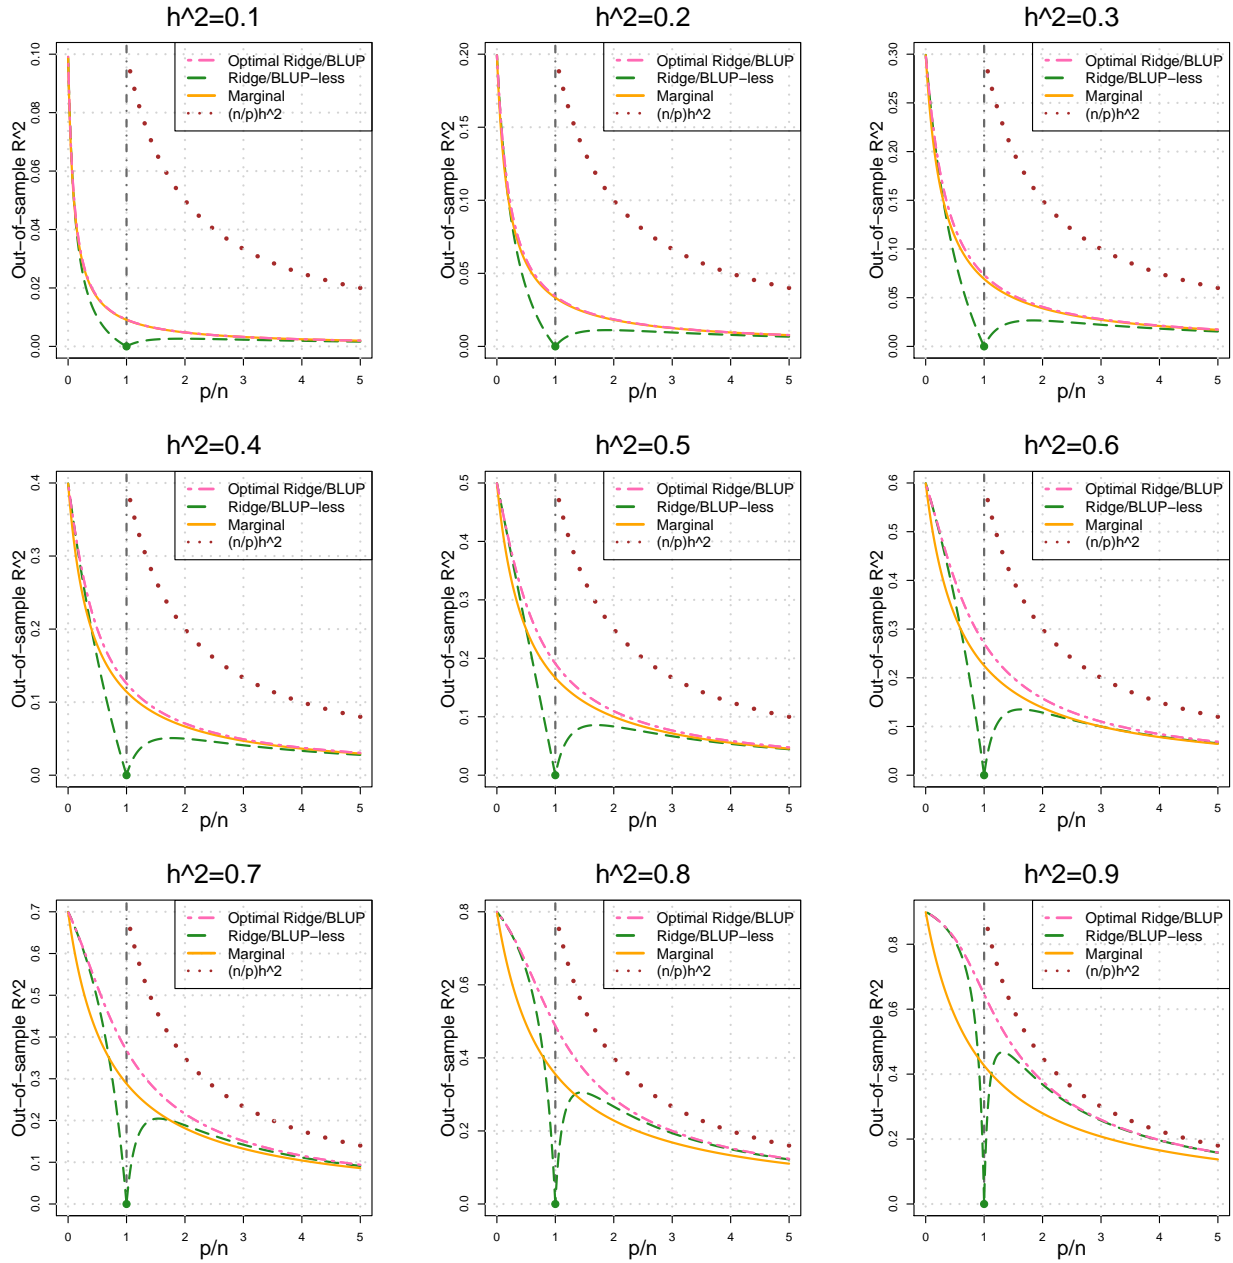 h^2=0.1
Out−of−sample R^2
0.00 0.02 0.04 0.06 0.08 0.10
Optimal Ridge/BLUP
Ridge/BLUP−less
Marginal
(n/p)h^2
0 1 2 3 4 5
p/n
h^2=0.2
Out−of−sample R^2
0.00 0.05 0.10 0.15 0.20
Optimal Ridge/BLUP
Ridge/BLUP−less
Marginal
(n/p)h^2
0 1 2 3 4 5
p/n
h^2=0.3
Out−of−sample R^2
0.00 0.05 0.10 0.15 0.20 0.25 0.30
Optimal Ridge/BLUP
Ridge/BLUP−less
Marginal
(n/p)h^2
0 1 2 3 4 5
p/n
h^2=0.4
Out−of−sample R^2
0.0 0.1 0.2 0.3 0.4
Optimal Ridge/BLUP
Ridge/BLUP−less
Marginal
(n/p)h^2
0 1 2 3 4 5
p/n
h^2=0.5
Out−of−sample R^2
0.0 0.1 0.2 0.3 0.4 0.5
Optimal Ridge/BLUP
Ridge/BLUP−less
Marginal
(n/p)h^2
0 1 2 3 4 5
p/n
h^2=0.6
Out−of−sample R^2
0.0 0.1 0.2 0.3 0.4 0.5 0.6
Optimal Ridge/BLUP
Ridge/BLUP−less
Marginal
(n/p)h^2
0 1 2 3 4 5
p/n
h^2=0.7
Out−of−sample R^2
0.0 0.1 0.2 0.3 0.4 0.5 0.6 0.7
Optimal Ridge/BLUP
Ridge/BLUP−less
Marginal
(n/p)h^2
0 1 2 3 4 5
p/n
h^2=0.8
Out−of−sample R^2
0.0 0.2 0.4 0.6 0.8
Optimal Ridge/BLUP
Ridge/BLUP−less
Marginal
(n/p)h^2
0 1 2 3 4 5
p/n
h^2=0.9
Out−of−sample R^2
0.0 0.2 0.4 0.6 0.8
Optimal Ridge/BLUP
Ridge/BLUP−less
Marginal
(n/p)h^2
0 1 2 3 4 5
p/n